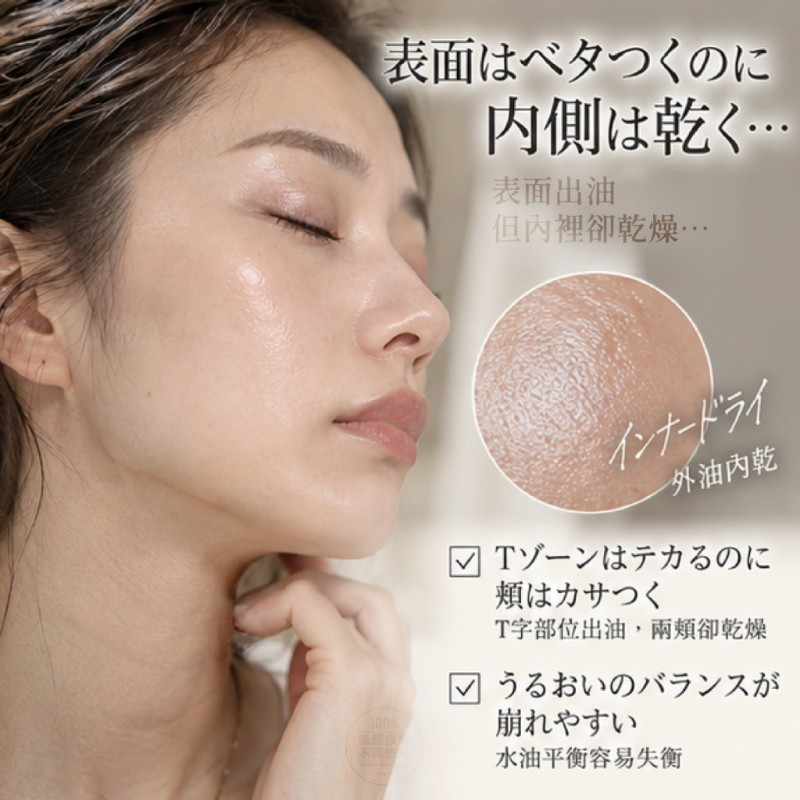 表面はベタつくのに
内側は乾く…
表面出油
但內裡卻乾燥…
インナードライ
外油內乾
Tゾーンはテカるのに
頬はカサつく
T字部位出油，兩頰卻乾燥
うるおいのバランスが
崩れやすい
水油平衡容易失衡
100%